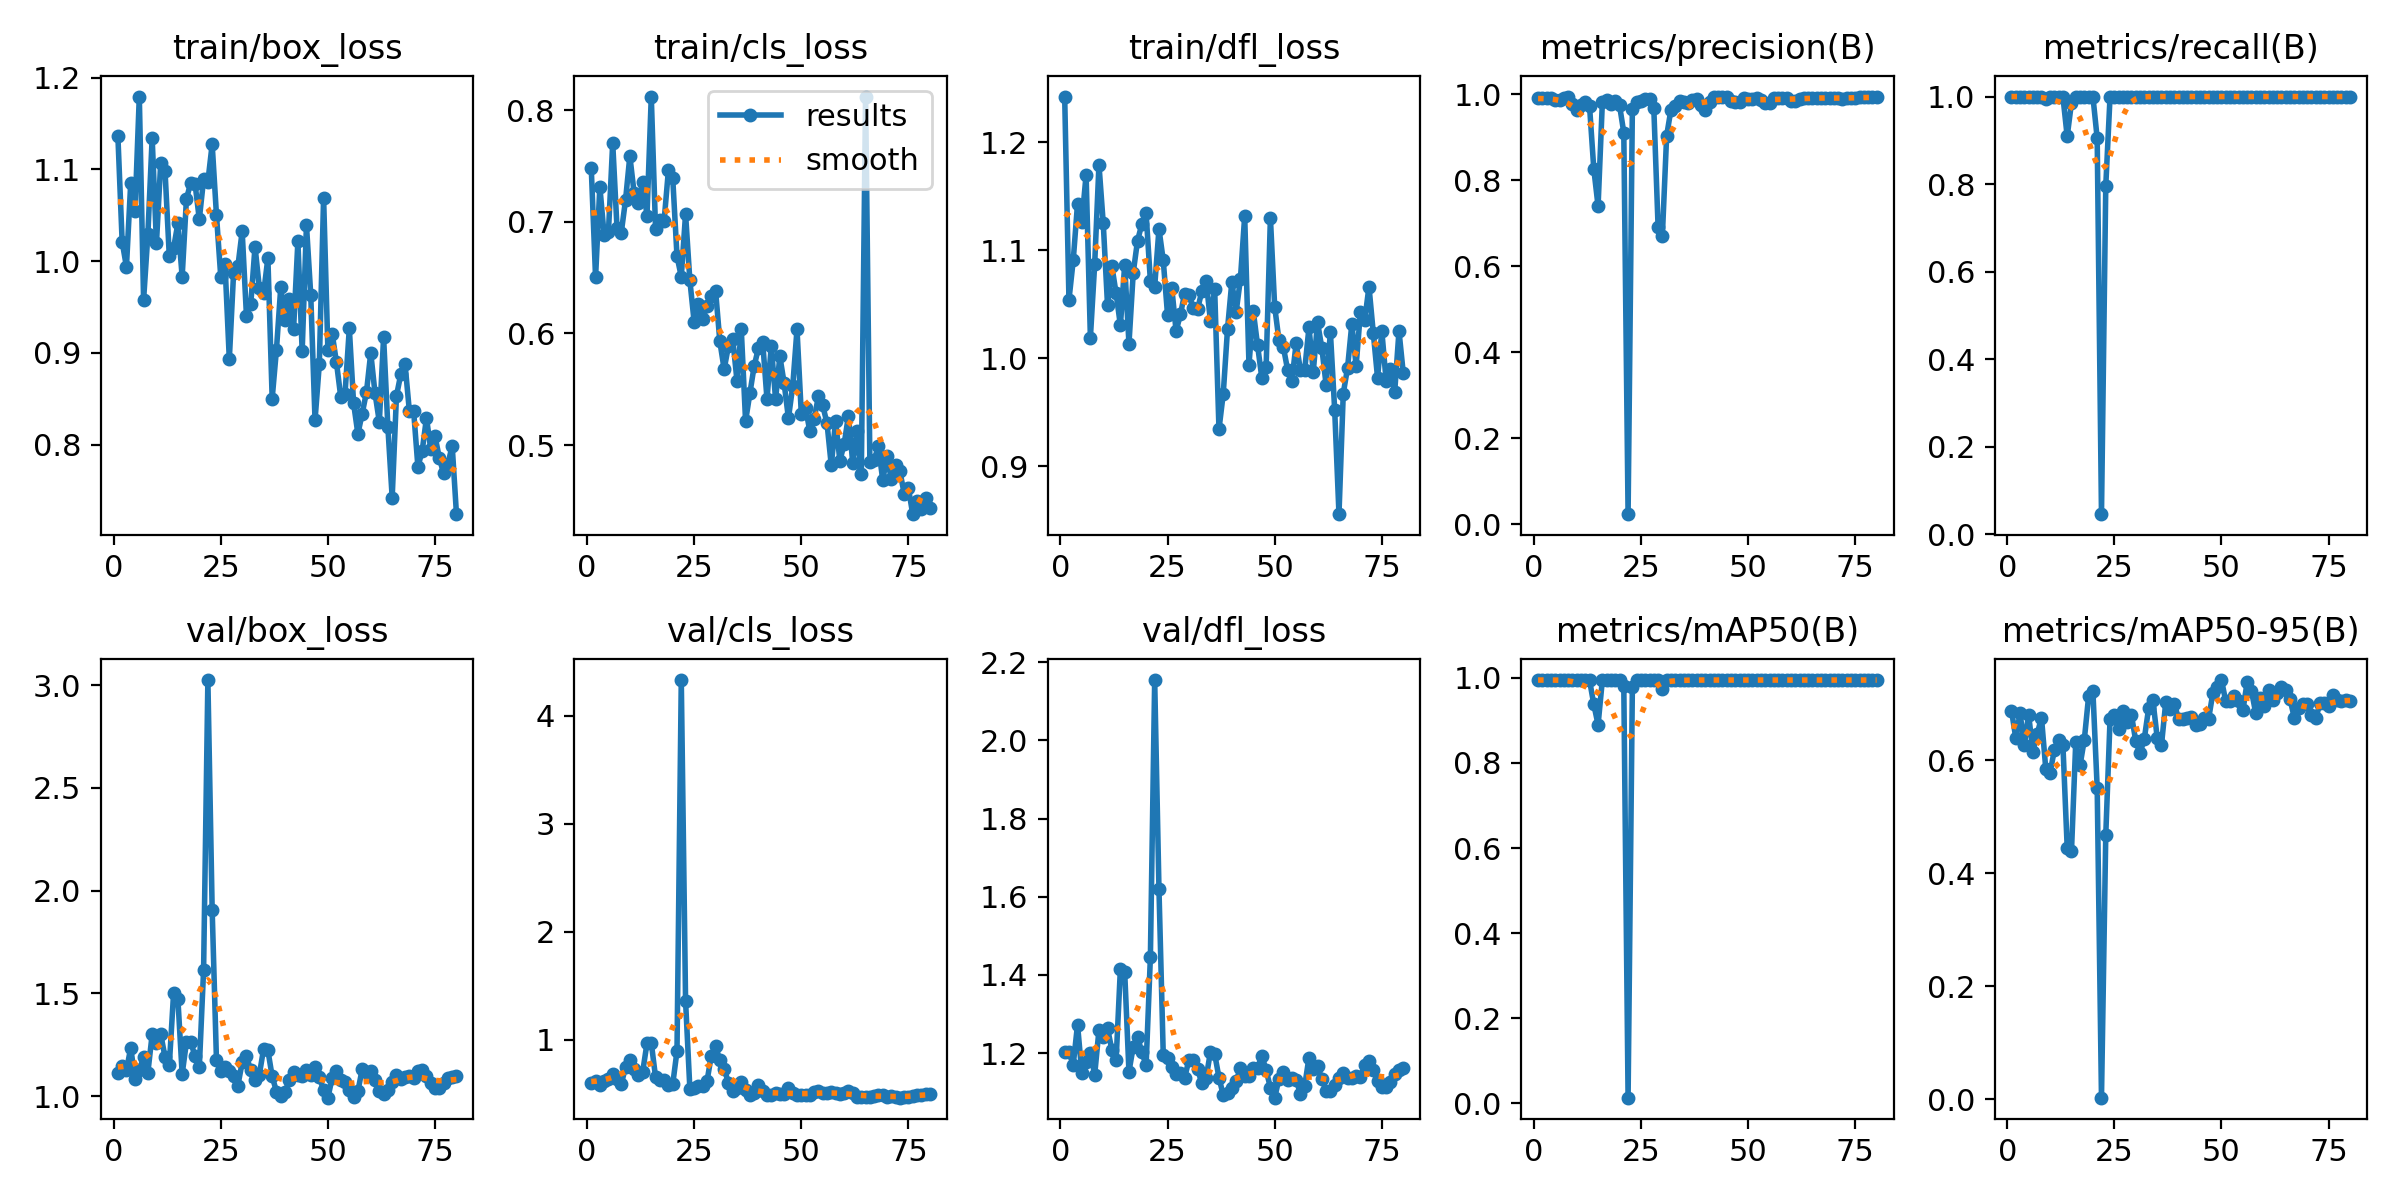 train/box_loss
1.2
1.1
1.0
0.9
0.8
0 25 50 75
train/cls_loss
results
smooth
0.8
0.7
0.6
0.5
0 25 50 75
train/dfl_loss
1.2
1.1
1.0
0.9
0 25 50 75
metrics/precision(B)
1.0
0.8
0.6
0.4
0.2
0.0
0 25 50 75
metrics/recall(B)
1.0
0.8
0.6
0.4
0.2
0.0
0 25 50 75
val/box_loss
3.0
2.5
2.0
1.5
1.0
0 25 50 75
val/cls_loss
4
3
2
1
0 25 50 75
val/dfl_loss
2.2
2.0
1.8
1.6
1.4
1.2
0 25 50 75
metrics/mAP50(B)
1.0
0.8
0.6
0.4
0.2
0.0
0 25 50 75
metrics/mAP50-95(B)
0.6
0.4
0.2
0.0
0 25 50 75